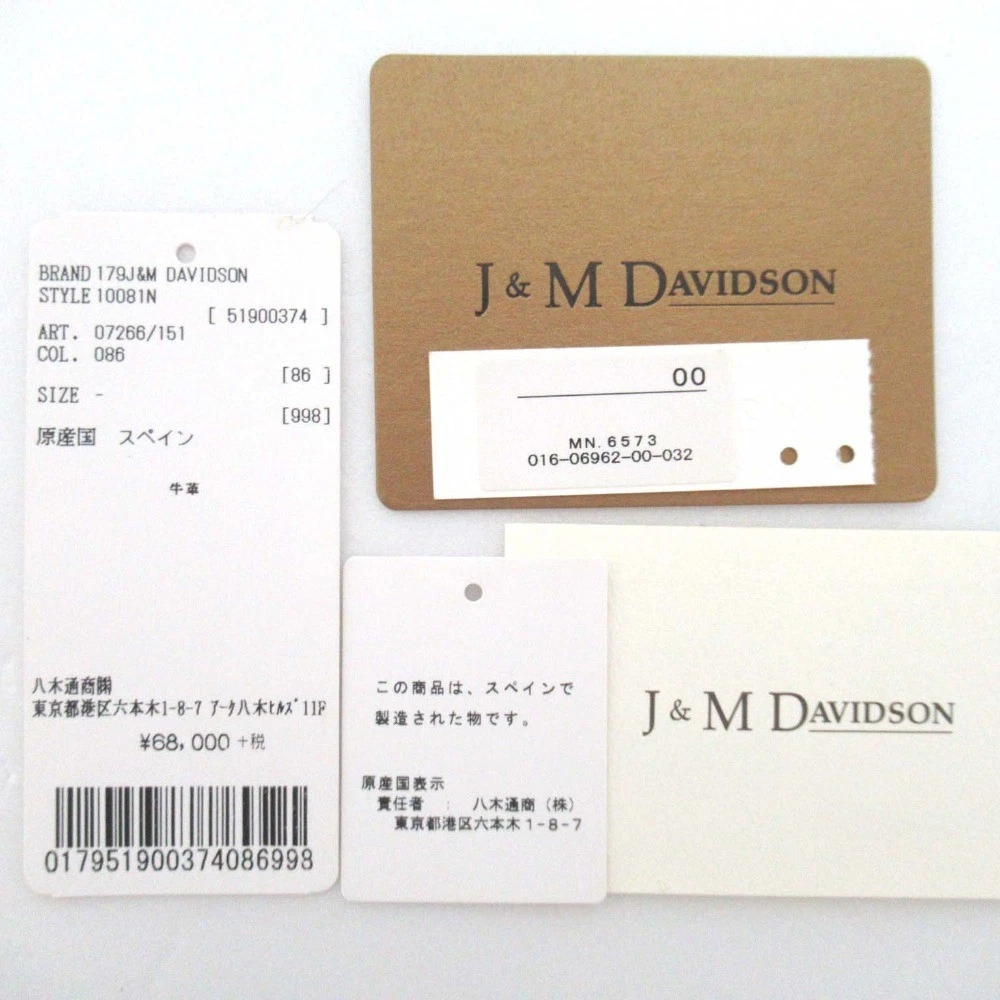 BRAND 179J&M DAVIDSON
STYLE 10081N
[ 51900374 ]
ART. 07266/151
COL. 086
[86 ]
SIZE -
[998]
原産国 スペイン
牛革
八木通商㈱
東京都港区六本木1-8-7 アーク八木ヒルズ 11F
¥68,000 +税
017951900374086998
J & M DAVIDSON
00
MN. 6573
016-06962-00-032
この商品は、スペインで
製造された物です。
原産国表示
責任者 : 八木通商 (株)
東京都港区六本木1-8-7
J & M DAVIDSON